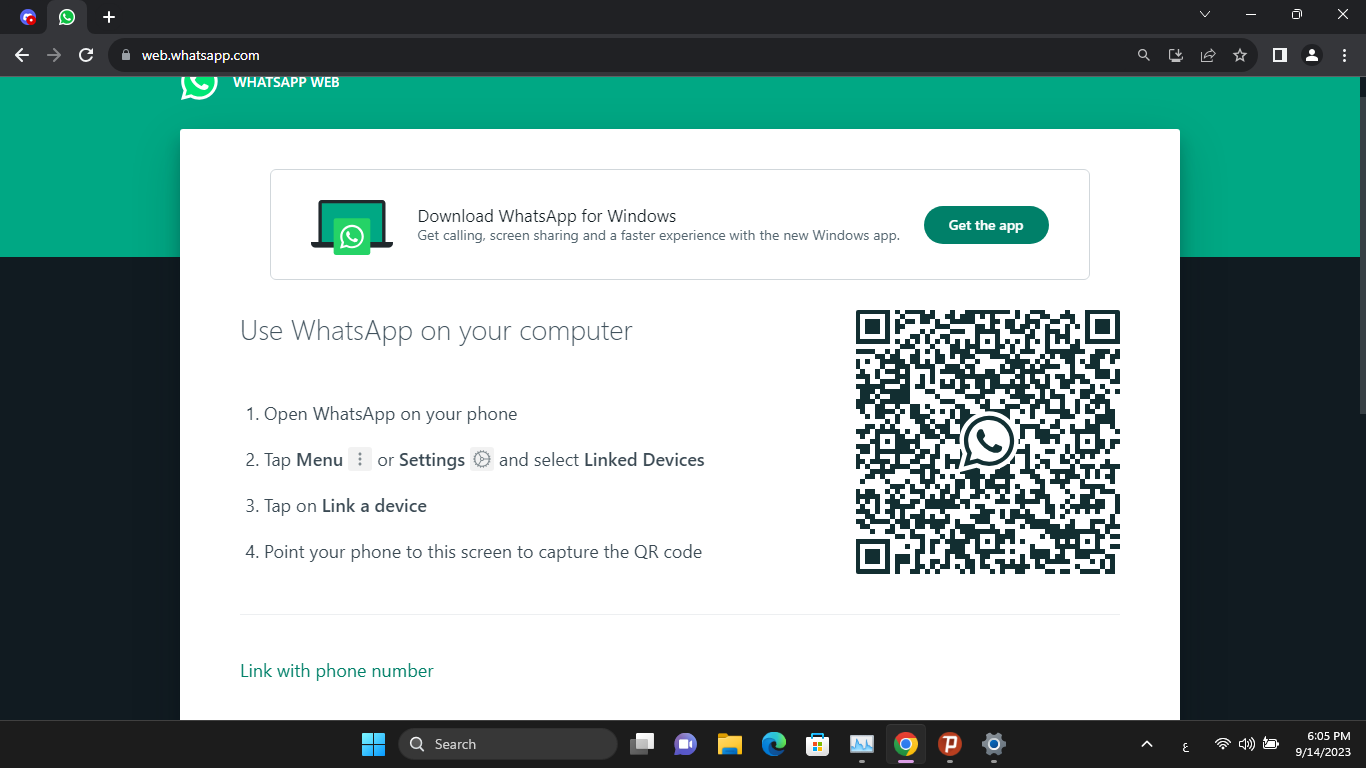 web.whatsapp.com
WHATSAPP WEB
Download WhatsApp for Windows
Get calling, screen sharing and a faster experience with the new Windows app.
Get the app
Use WhatsApp on your computer
1. Open WhatsApp on your phone
2. Tap Menu or Settings and select Linked Devices
3. Tap on Link a device
4. Point your phone to this screen to capture the QR code
Link with phone number
Search
ع
6:05 PM
9/14/2023